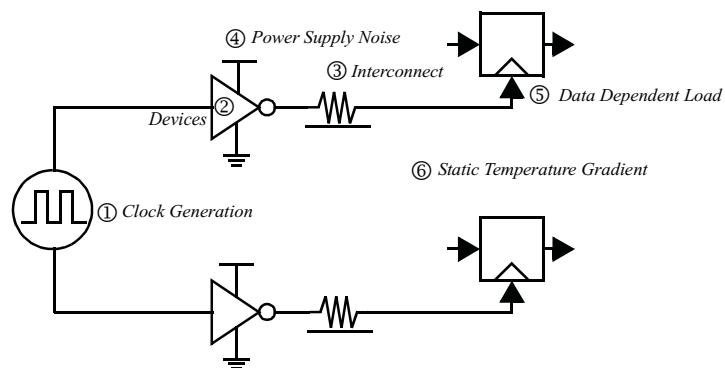 ④ Power Supply Noise
③ Interconnect
② 
Devices
⑤ Data Dependent Load
⑥ Static Temperature Gradient
① Clock Generation